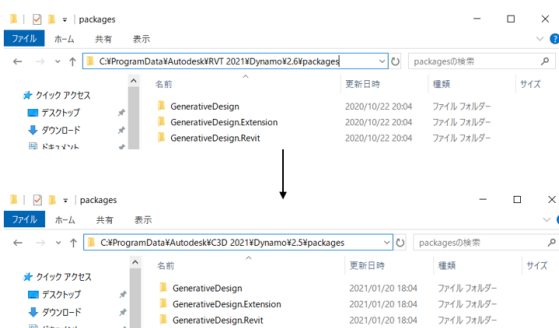 packages
ファイル ホーム 共有 表示
C:¥ProgramData¥Autodesk¥RVT 2021¥Dynamo¥2.6¥packages packagesの検索
名前 更新日時 種類 サイズ
クイック アクセス
デスクトップ GenerativeDesign 2020/10/22 20:04 ファイル フォルダー
ダウンロード GenerativeDesign.Extension 2020/10/22 20:04 ファイル フォルダー
ドキュメント GenerativeDesign.Revit 2020/10/22 20:04 ファイル フォルダー
packages
ファイル ホーム 共有 表示
C:¥ProgramData¥Autodesk¥C3D 2021¥Dynamo¥2.5¥packages packagesの検索
名前 更新日時 種類 サイズ
クイック アクセス
デスクトップ GenerativeDesign 2021/01/20 18:04 ファイル フォルダー
ダウンロード GenerativeDesign.Extension 2021/01/20 18:04 ファイル フォルダー
GenerativeDesign.Revit 2021/01/20 18:04 ファイル フォルダー